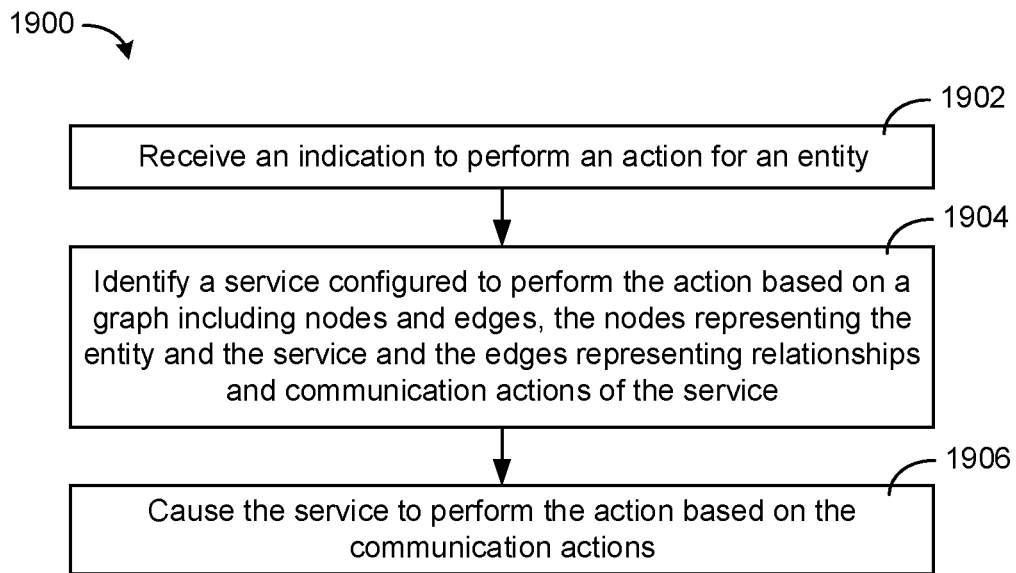 1900
1902
Receive an indication to perform an action for an entity
1904
Identify a service configured to perform the action based on a
graph including nodes and edges, the nodes representing the
entity and the service and the edges representing relationships
and communication actions of the service
1906
Cause the service to perform the action based on the
communication actions